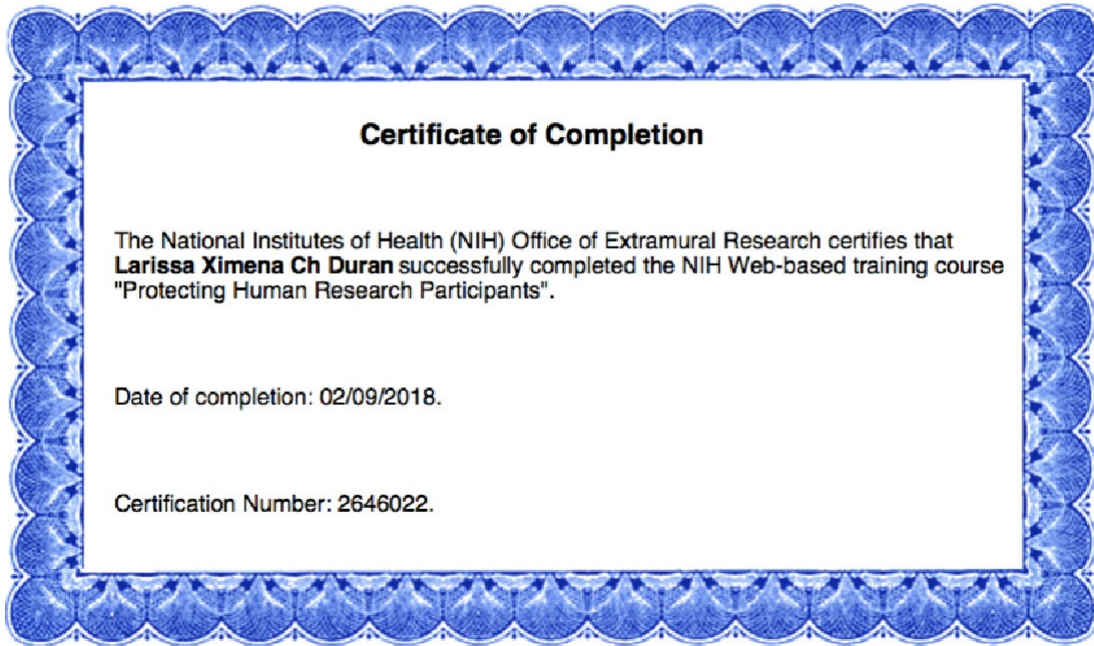 Certificate of Completion
The National Institutes of Health (NIH) Office of Extramural Research certifies that
Larissa Ximena Ch Duran successfully completed the NIH Web-based training course
"Protecting Human Research Participants".
Date of completion: 02/09/2018.
Certification Number: 2646022.